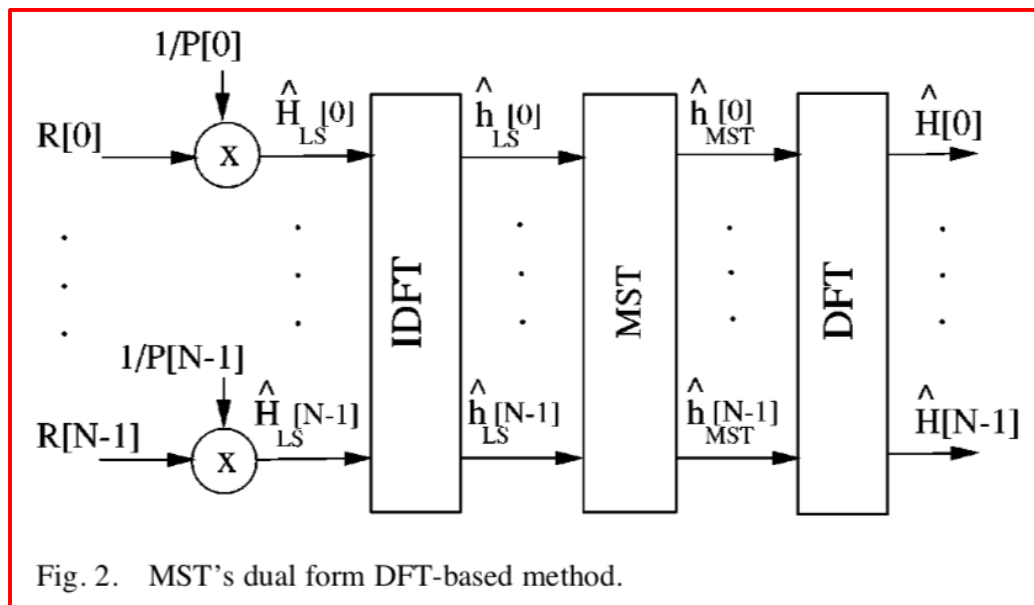 1/P[0]
R[0]
X
Ĥ_LS[0]
ĥ_LS[0]
ĥ_MST[0]
Ĥ[0]
IDFT
MST
DFT
1/P[N-1]
R[N-1]
X
Ĥ_LS[N-1]
ĥ_LS[N-1]
ĥ_MST[N-1]
Ĥ[N-1]
Fig. 2. MST's dual form DFT-based method.